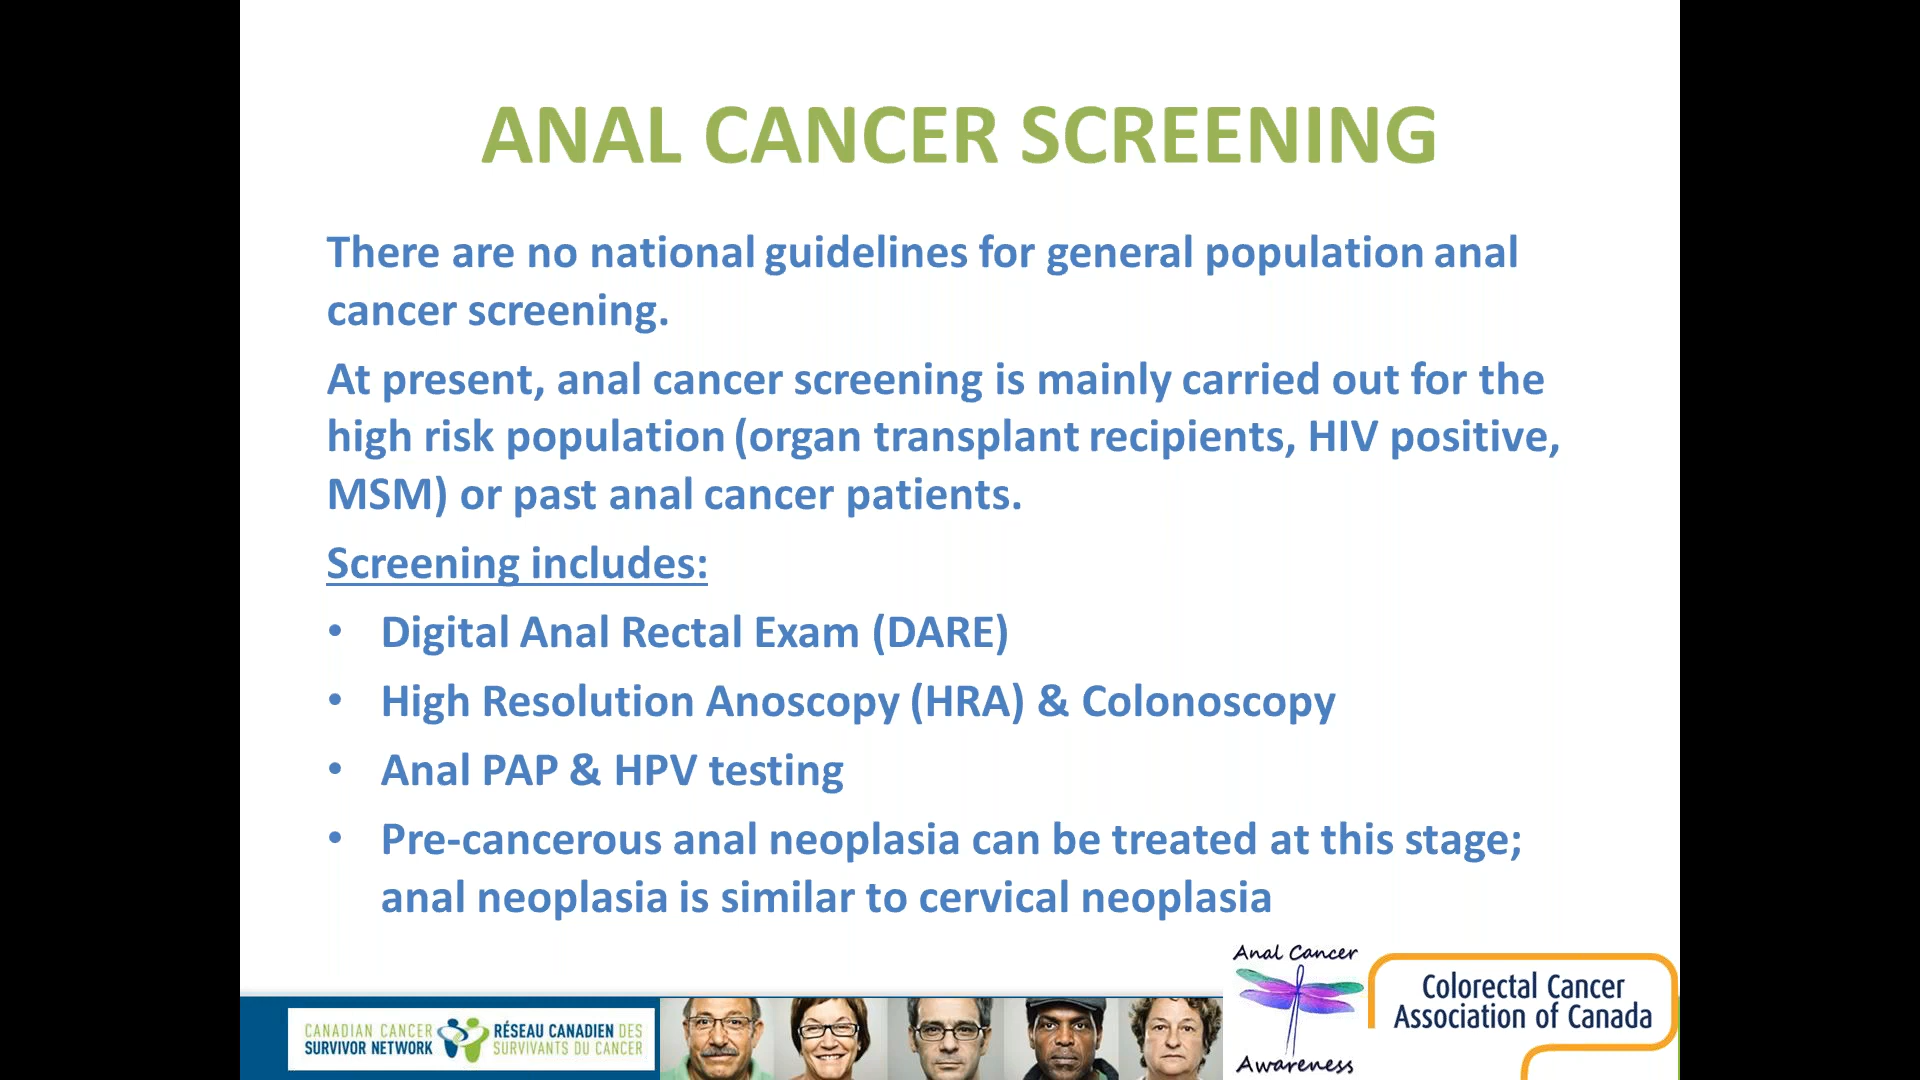 ANAL CANCER SCREENING
There are no national guidelines for general population anal
cancer screening.
At present, anal cancer screening is mainly carried out for the
high risk population (organ transplant recipients, HIV positive,
MSM) or past anal cancer patients.
Screening includes:
• Digital Anal Rectal Exam (DARE)
• High Resolution Anoscopy (HRA) & Colonoscopy
• Anal PAP & HPV testing
• Pre-cancerous anal neoplasia can be treated at this stage;
anal neoplasia is similar to cervical neoplasia
CANADIAN CANCER
SURVIVOR NETWORK
RÉSEAU CANADIEN DES
SURVIVANTS DU CANCER
Anal Cancer
Awareness
Colorectal Cancer
Association of Canada